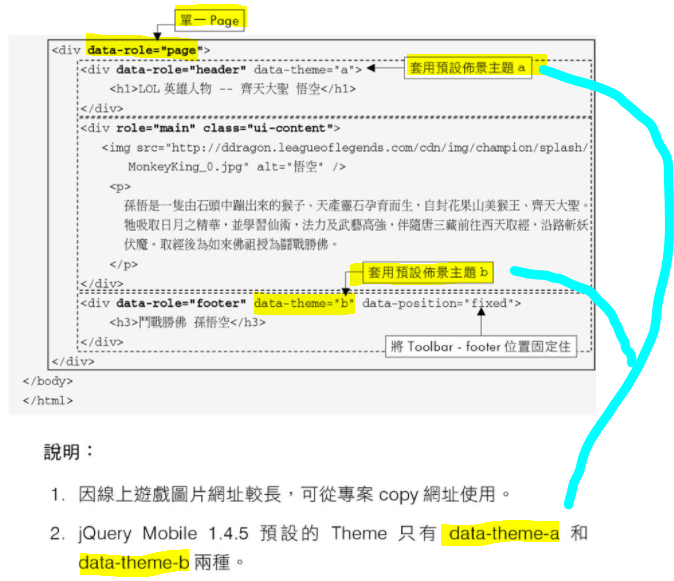 單一 Page
<div data-role="page">
<div data-role="header" data-theme="a">
套用預設佈景主題 a
<h1>LOL 英雄人物 -- 齊天大聖 悟空</h1>
</div>
<div role="main" class="ui-content">
<img src="http://ddragon.leagueoflegends.com/cdn/img/champion/splash/
MonkeyKing_0.jpg" alt="悟空" />
<p>
孫悟是一隻由石頭中蹦出來的猴子、天產靈石孕育而生，自封花果山美猴王、齊天大聖。
牠吸取日月之精華，並學習仙術，法力及武藝高強，伴隨唐三藏前往西天取經，沿路斬妖
伏魔。取經後為如來佛祖授為鬪戰勝佛。
</p>
套用預設佈景主題 b
</div>
<div data-role="footer" data-theme="b" data-position="fixed">
<h3>鬥戰勝佛 孫悟空</h3>
</div>
將 Toolbar - footer 位置固定住
</div>
</body>
</html>
說明：
1. 因線上遊戲圖片網址較長，可從專案 copy 網址使用。
2. jQuery Mobile 1.4.5 預設的 Theme 只有 data-theme-a 和
data-theme-b 兩種。